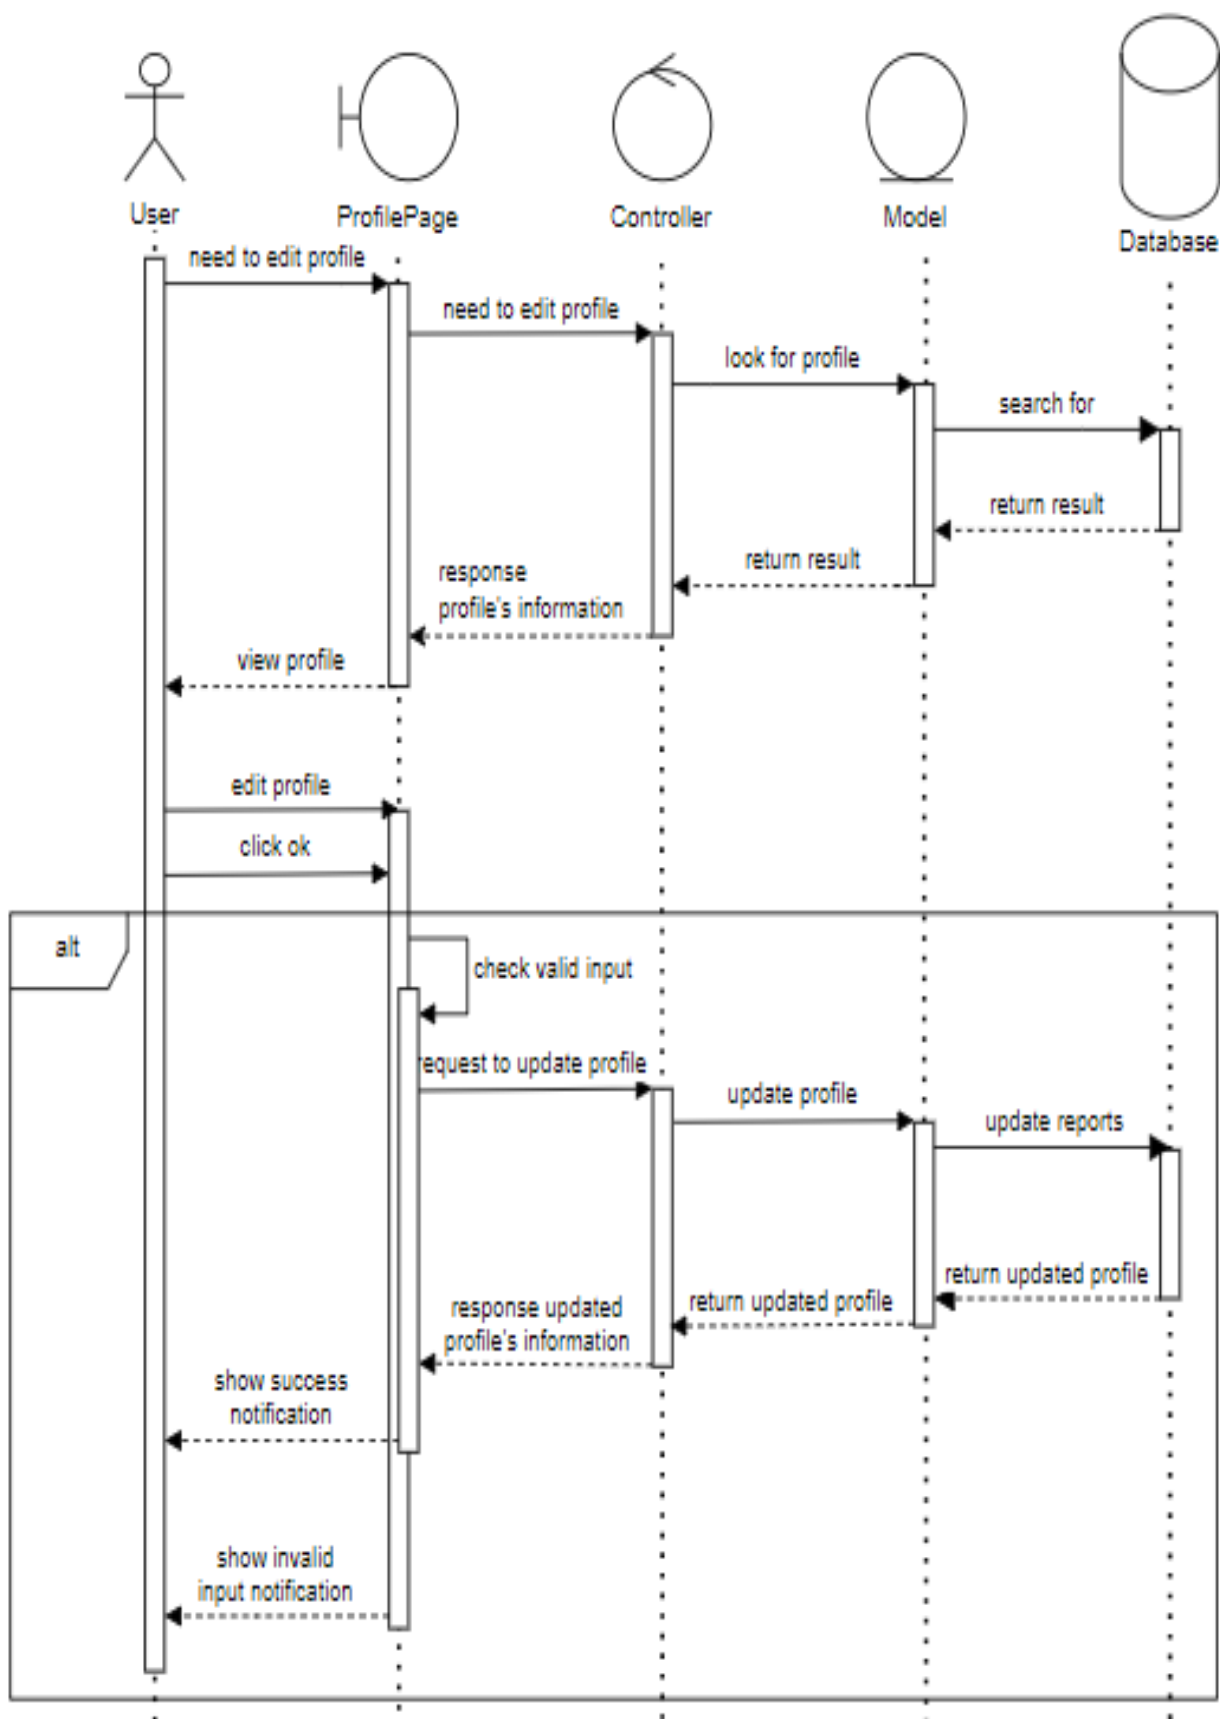 User
ProfilePage
Controller
Model
Database
need to edit profile
need to edit profile
look for profile
search for
return result
return result
response
profile's information
view profile
edit profile
click ok
alt
check valid input
request to update profile
update profile
update reports
return updated profile
return updated profile
response updated
profile's information
show success
notification
show invalid
input notification